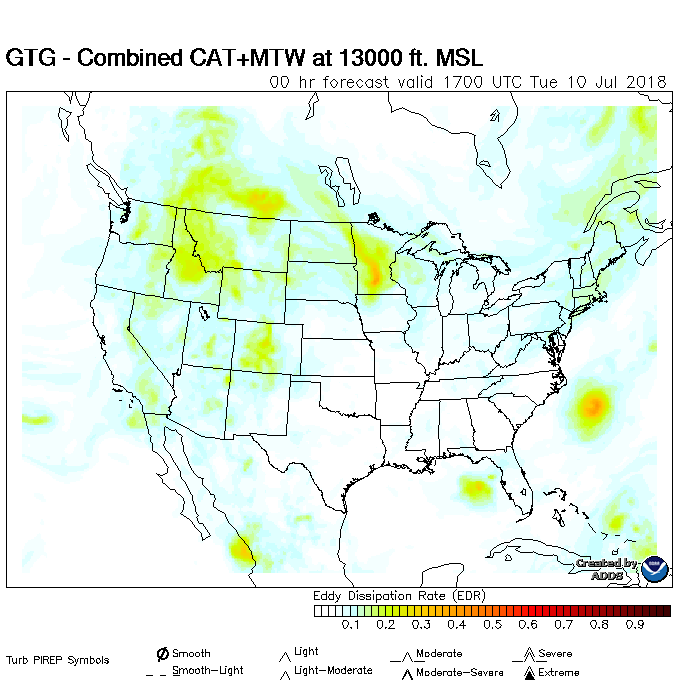 GTG - Combined CAT+MTW at 13000 ft. MSL
00 hr forecast valid 1700 UTC Tue 10 Jul 2018
Created by
ADDS
Eddy Dissipation Rate (EDR)
0.1 0.2 0.3 0.4 0.5 0.6 0.7 0.8 0.9
Turb PIREP Symbols
Smooth Light Moderate Severe
Smooth-Light Light-Moderate Moderate-Severe Extreme